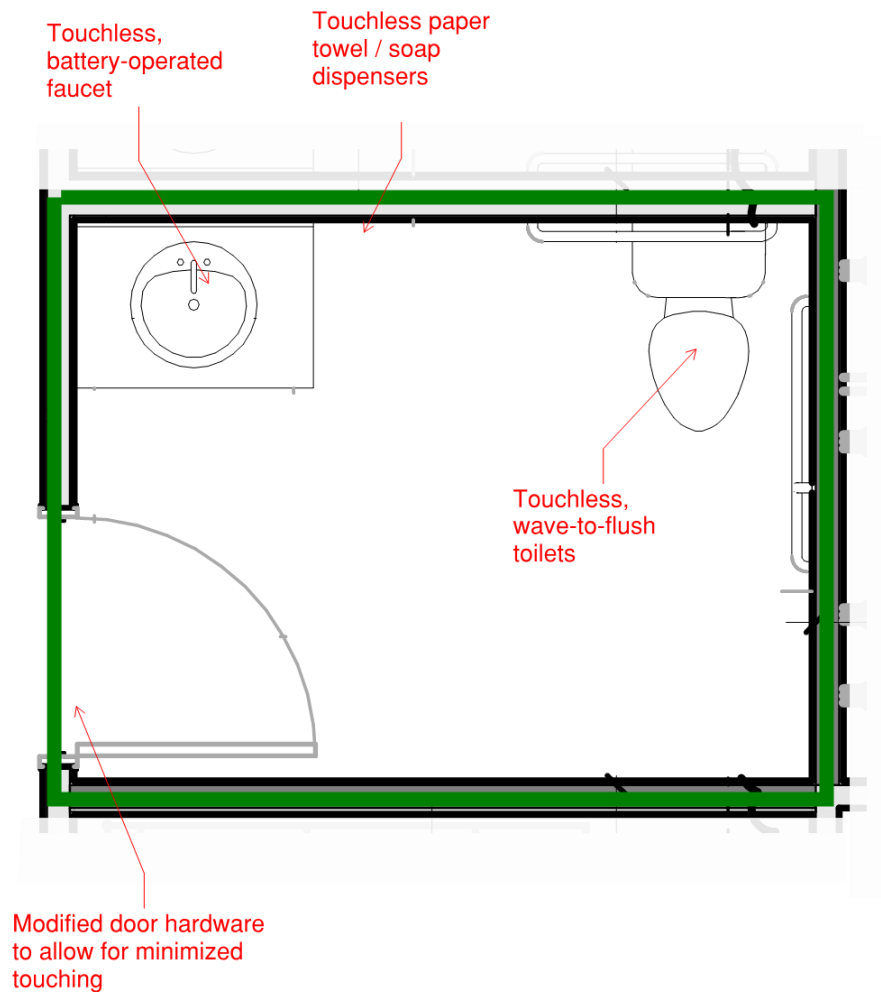 Touchless,
battery-operated
faucet
Touchless paper
towel / soap
dispensers
Touchless,
wave-to-flush
toilets
Modified door hardware
to allow for minimized
touching